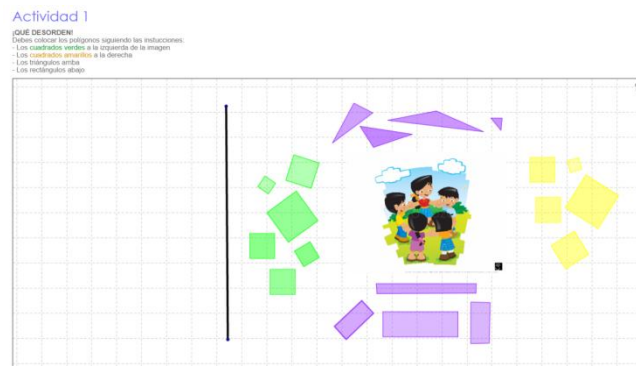 Actividad 1
¡QUÉ DESORDEN!
Debes colocar los polígonos siguiendo las instucciones:
- Los cuadrados verdes a la izquierda de la imagen
- Los cuadrados amarillos a la derecha
- Los triángulos arriba
- Los rectángulos abajo